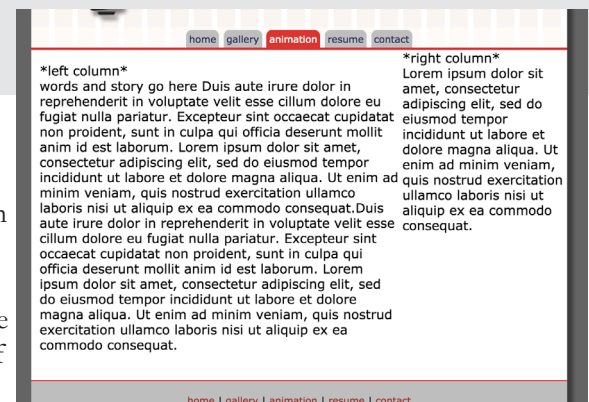 home gallery animation resume contact
*left column*
words and story go here Duis aute irure dolor in
reprehenderit in voluptate velit esse cillum dolore eu
fugiat nulla pariatur. Excepteur sint occaecat cupidatat
non proident, sunt in culpa qui officia deserunt mollit
anim id est laborum. Lorem ipsum dolor sit amet,
consectetur adipiscing elit, sed do eiusmod tempor
incididunt ut labore et dolore magna aliqua. Ut enim ad
minim veniam, quis nostrud exercitation ullamco
laboris nisi ut aliquip ex ea commodo consequat.Duis
aute irure dolor in reprehenderit in voluptate velit esse
cillum dolore eu fugiat nulla pariatur. Excepteur sint
occaecat cupidatat non proident, sunt in culpa qui
officia deserunt mollit anim id est laborum. Lorem
ipsum dolor sit amet, consectetur adipiscing elit, sed
do eiusmod tempor incididunt ut labore et dolore
magna aliqua. Ut enim ad minim veniam, quis nostrud
exercitation ullamco laboris nisi ut aliquip ex ea
commodo consequat.
*right column*
Lorem ipsum dolor sit
amet, consectetur
adipiscing elit, sed do
eiusmod tempor
incididunt ut labore et
dolore magna aliqua. Ut
enim ad minim veniam,
quis nostrud exercitation
ullamco laboris nisi ut
aliquip ex ea commodo
consequat.
home | gallery | animation | resume | contact